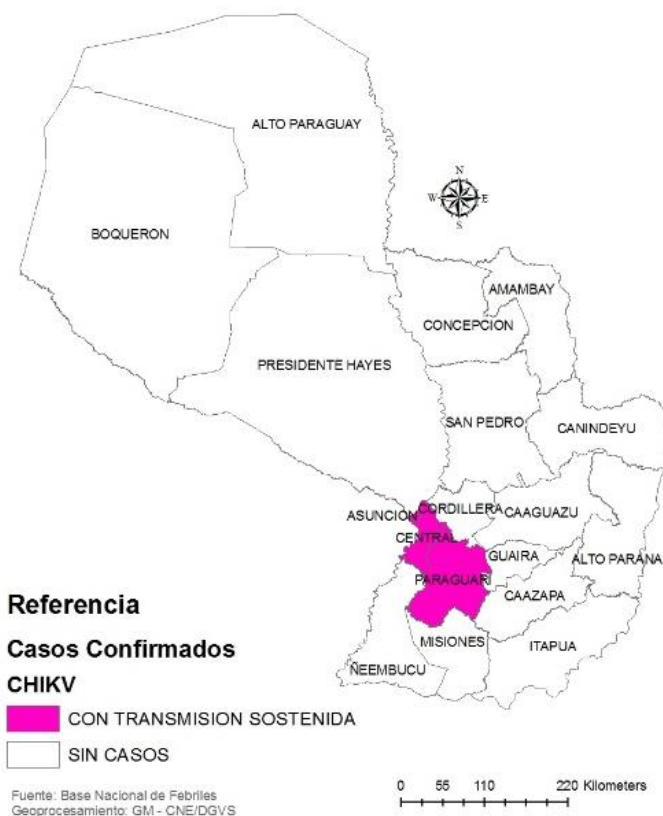 ALTO PARAGUAY
N
W E
S
BOQUERON
AMAMBAY
CONCEPCION
PRESIDENTE HAYES
SAN PEDRO
CANINDEYU
ASUNCION
CORDILLERA
CAAGUAZU
CENTRAL
GUAIRA
ALTO PARANA
PARAGUARI
CAAZAPA
MISIONES
ITAPUA
ÑEEMBUCU
Referencia
Casos Confirmados
CHIKV
CON TRANSMISION SOSTENIDA
SIN CASOS
Fuente: Base Nacional de Febriles
Geoprocesamiento: GM - CNE/DGVS
0 55 110 220 Kilometers